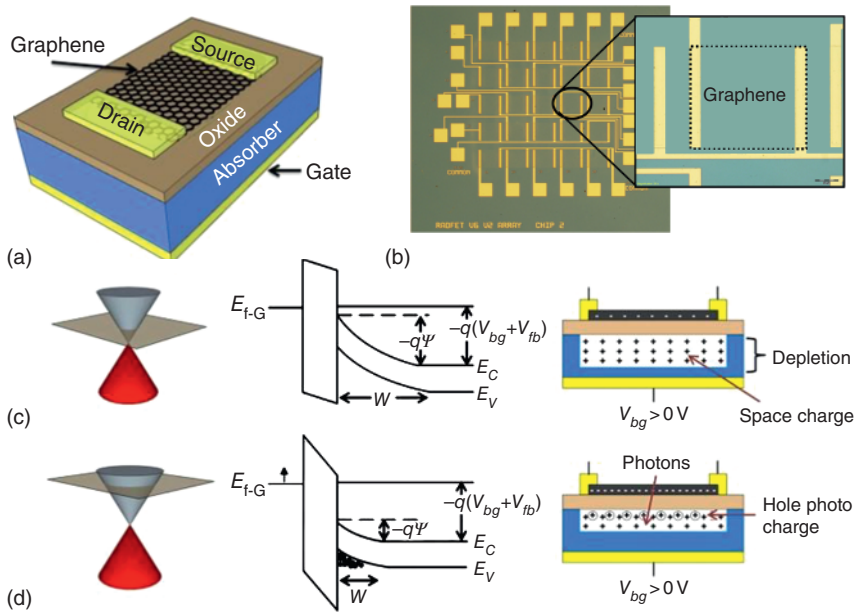 Graphene
Source
Drain
Oxide
Absorber
Gate
(a)
COMMON
RADFET V6 V2 ARRAY CHIP 2
Graphene
(b)
E_f-G
−qΨ
−q(V_bg+V_fb)
E_C
E_V
W
Depletion
Space charge
V_bg > 0 V
(c)
E_f-G
−qΨ
−q(V_bg+V_fb)
E_C
E_V
W
Photons
Hole photo
charge
V_bg > 0 V
(d)